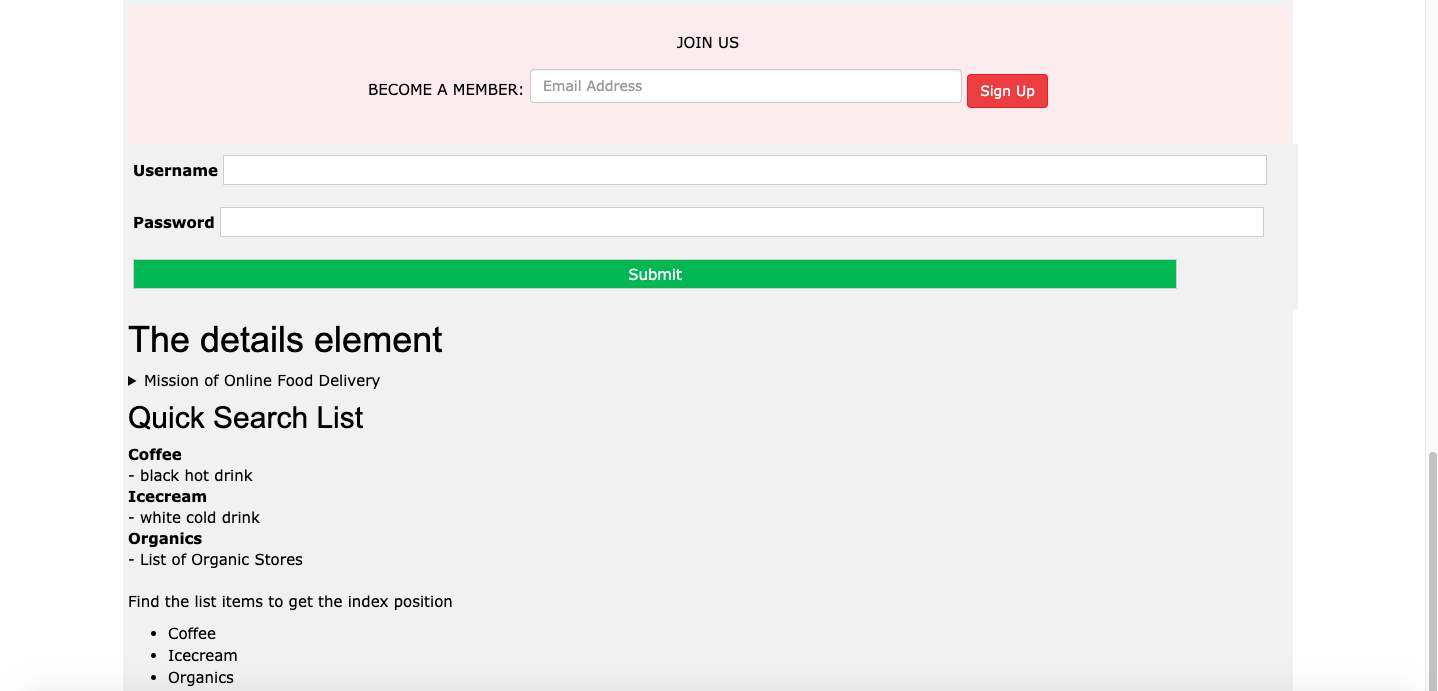 JOIN US
BECOME A MEMBER: Email Address Sign Up
Username
Password
Submit
The details element
Mission of Online Food Delivery
Quick Search List
Coffee
- black hot drink
Icecream
- white cold drink
Organics
- List of Organic Stores
Find the list items to get the index position
• Coffee
• Icecream
• Organics